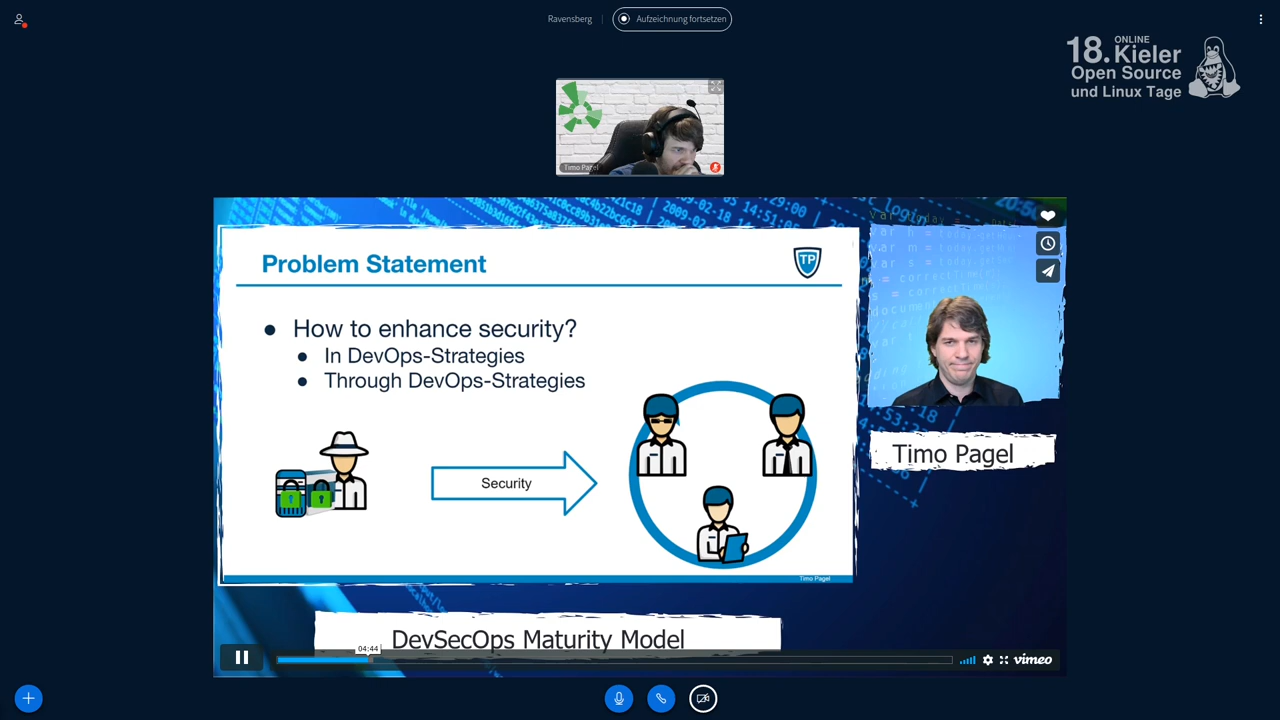 Ravensberg
Aufzeichnung fortsetzen
ONLINE
18. Kieler
Open Source
und Linux Tage
Timo Pagel
Problem Statement
TP
● How to enhance security?
● In DevOps-Strategies
● Through DevOps-Strategies
Security
Timo Pagel
Timo Pagel
DevSecOps Maturity Model
04:44
vimeo